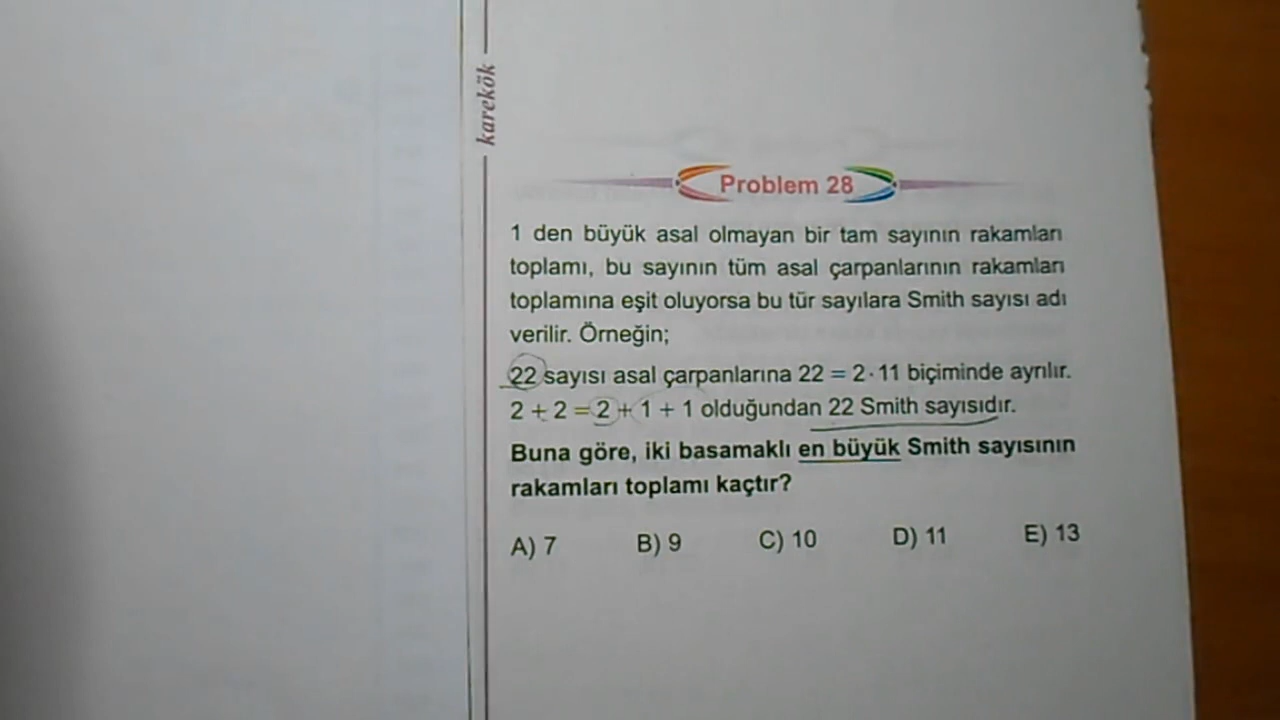 karekök
Problem 28
1 den büyük asal olmayan bir tam sayının rakamları
toplamı, bu sayının tüm asal çarpanlarının rakamları
toplamına eşit oluyorsa bu tür sayılara Smith sayısı adı
verilir. Örneğin;
22 sayısı asal çarpanlarına 22 = 2·11 biçiminde ayrılır.
2 + 2 = 2 + 1 + 1 olduğundan 22 Smith sayısıdır.
Buna göre, iki basamaklı en büyük Smith sayısının
rakamları toplamı kaçtır?
A) 7 B) 9 C) 10 D) 11 E) 13